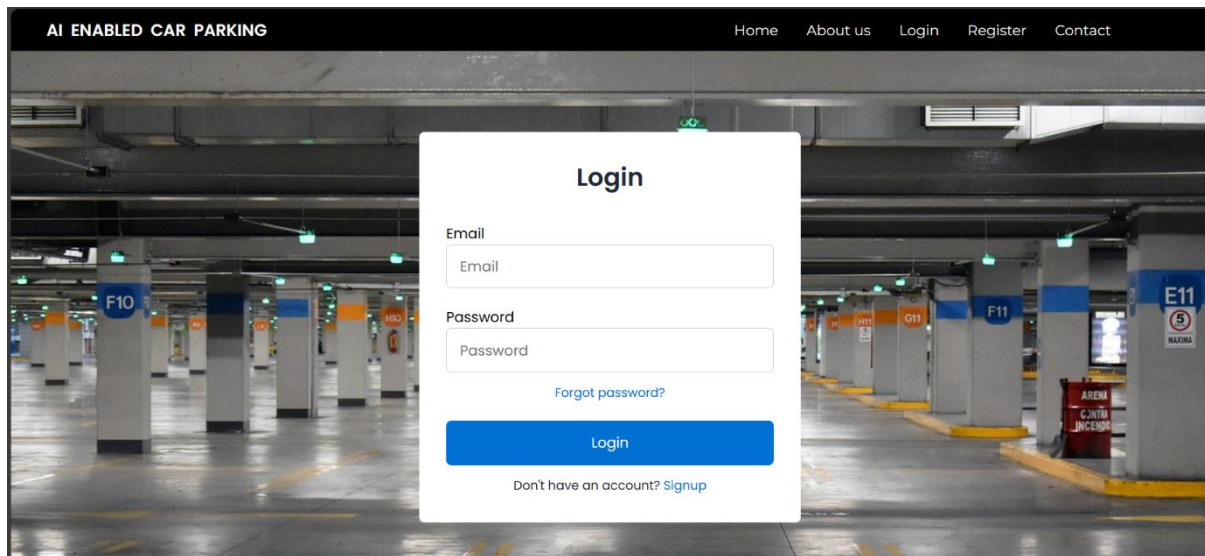 AI ENABLED CAR PARKING
Home About us Login Register Contact
Login
Email
Email
Password
Password
Forgot password?
Login
Don't have an account? Signup
F10
H10
H11
G11
F11
E11
5
MAXIMA
ARENA
CONTRA
INCENDIO